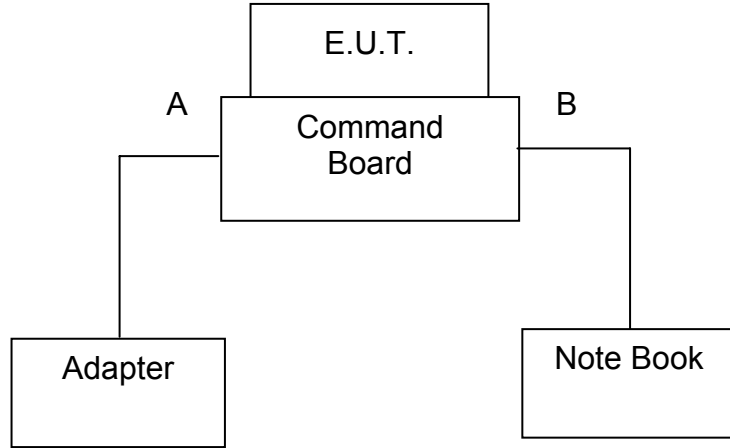 E.U.T.
A
B
Command
Board
Adapter
Note Book